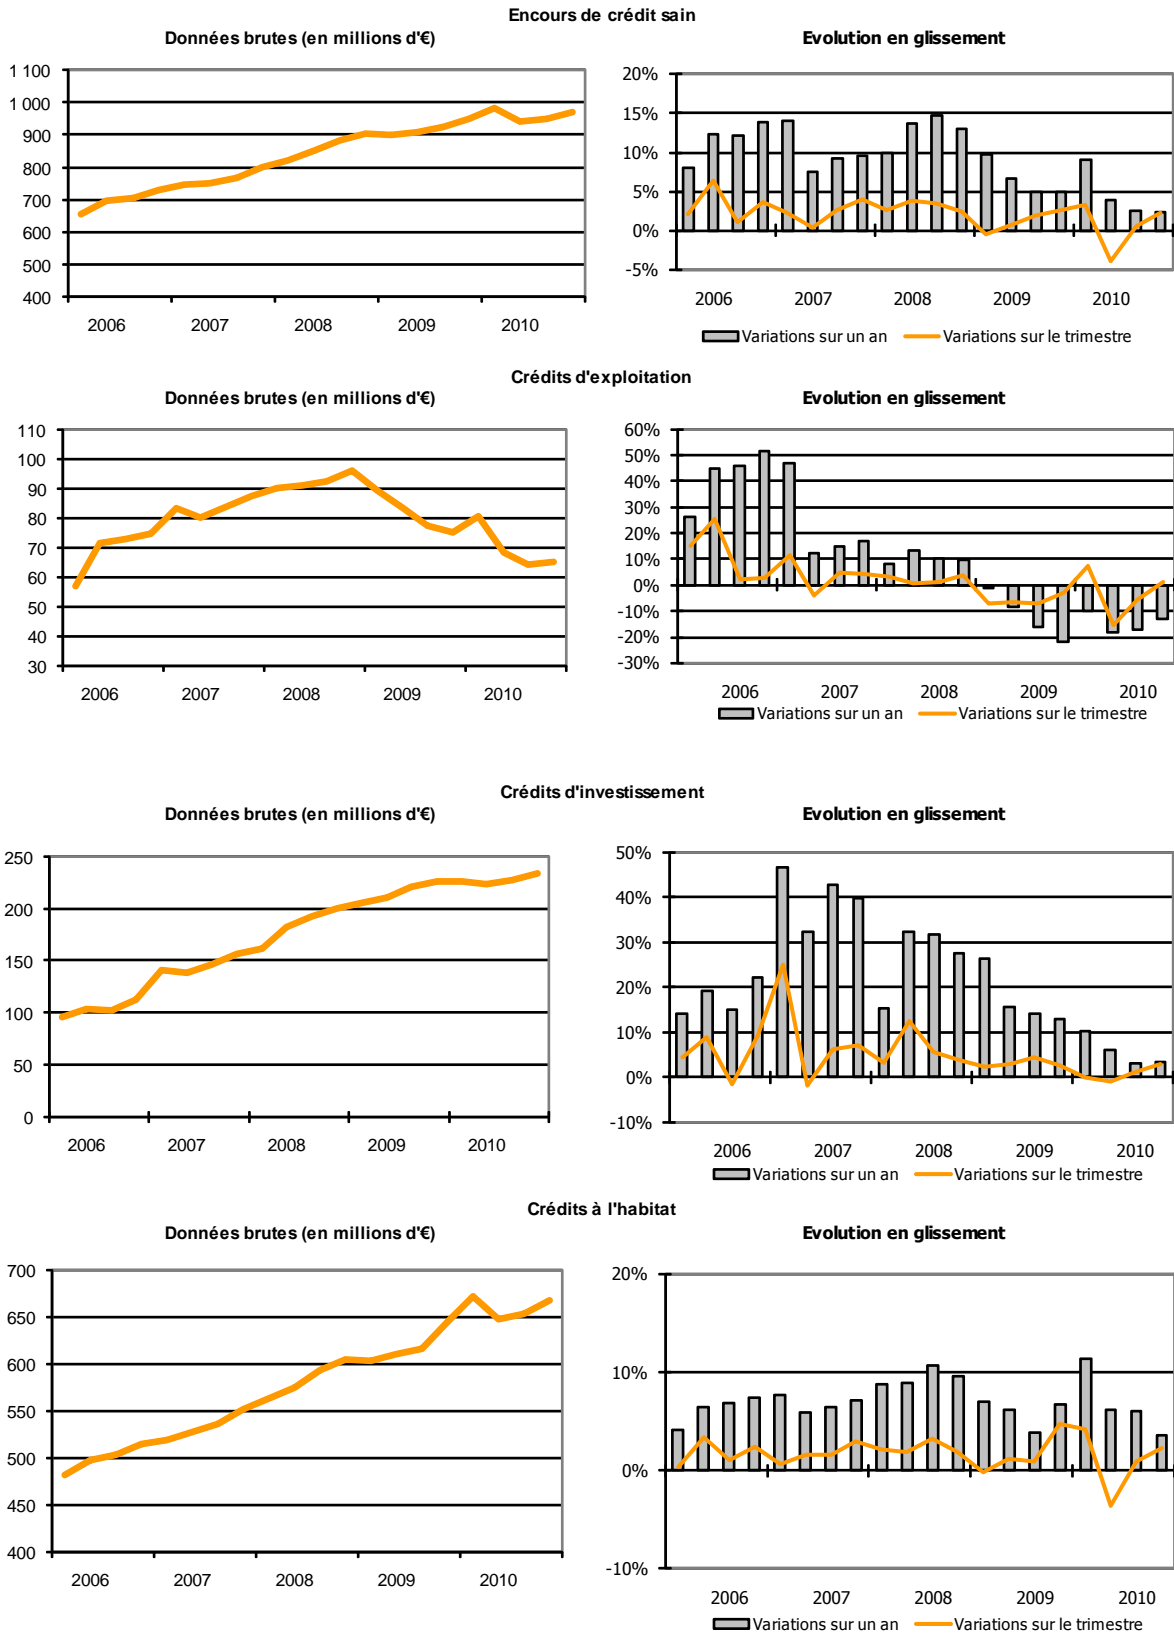 Encours de crédit sain
Données brutes (en millions d'€)
Evolution en glissement
1 100
1 000
900
800
700
600
500
400
2006 2007 2008 2009 2010
20%
15%
10%
5%
0%
-5%
2006 2007 2008 2009 2010
Variations sur un an Variations sur le trimestre
Crédits d'exploitation
Données brutes (en millions d'€)
Evolution en glissement
110
100
90
80
70
60
50
40
30
2006 2007 2008 2009 2010
60%
50%
40%
30%
20%
10%
0%
-10%
-20%
-30%
2006 2007 2008 2009 2010
Variations sur un an Variations sur le trimestre
Crédits d'investissement
Données brutes (en millions d'€)
Evolution en glissement
250
200
150
100
50
0
2006 2007 2008 2009 2010
50%
40%
30%
20%
10%
0%
-10%
2006 2007 2008 2009 2010
Variations sur un an Variations sur le trimestre
Crédits à l'habitat
Données brutes (en millions d'€)
Evolution en glissement
700
650
600
550
500
450
400
2006 2007 2008 2009 2010
20%
10%
0%
-10%
2006 2007 2008 2009 2010
Variations sur un an Variations sur le trimestre